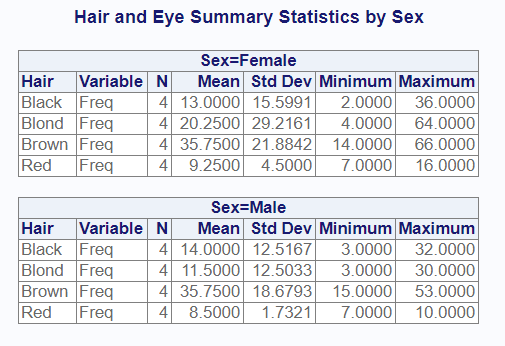 Hair and Eye Summary Statistics by Sex
Sex=Female
Hair Variable N Mean Std Dev Minimum Maximum
Black Freq 4 13.0000 15.5991 2.0000 36.0000
Blond Freq 4 20.2500 29.2161 4.0000 64.0000
Brown Freq 4 35.7500 21.8842 14.0000 66.0000
Red Freq 4 9.2500 4.5000 7.0000 16.0000
Sex=Male
Hair Variable N Mean Std Dev Minimum Maximum
Black Freq 4 14.0000 12.5167 3.0000 32.0000
Blond Freq 4 11.5000 12.5033 3.0000 30.0000
Brown Freq 4 35.7500 18.6793 15.0000 53.0000
Red Freq 4 8.5000 1.7321 7.0000 10.0000